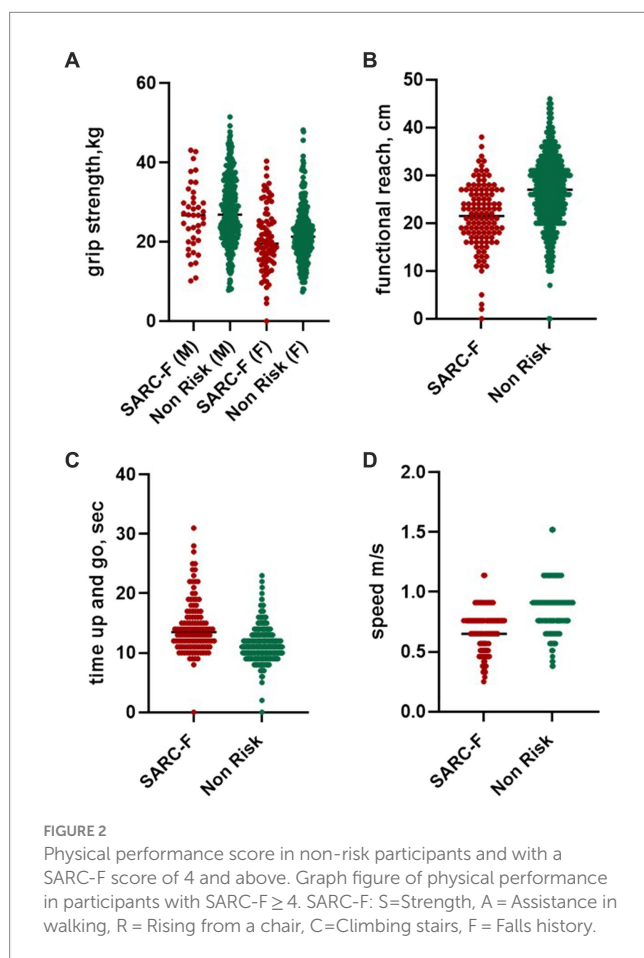 A
grip strength,kg
60
40
20
0
SARC-F (M)
Non Risk (M)
SARC-F (F)
Non Risk (F)
B
functional reach, cm
50
40
30
20
10
0
SARC-F
Non Risk
C
time up and go, sec
40
30
20
10
0
SARC-F
Non Risk
D
speed m/s
2.0
1.5
1.0
0.5
0.0
SARC-F
Non Risk
FIGURE 2
Physical performance score in non-risk participants and with a
SARC-F score of 4 and above. Graph figure of physical performance
in participants with SARC-F ≥ 4. SARC-F: S=Strength, A = Assistance in
walking, R = Rising from a chair, C=Climbing stairs, F = Falls history.